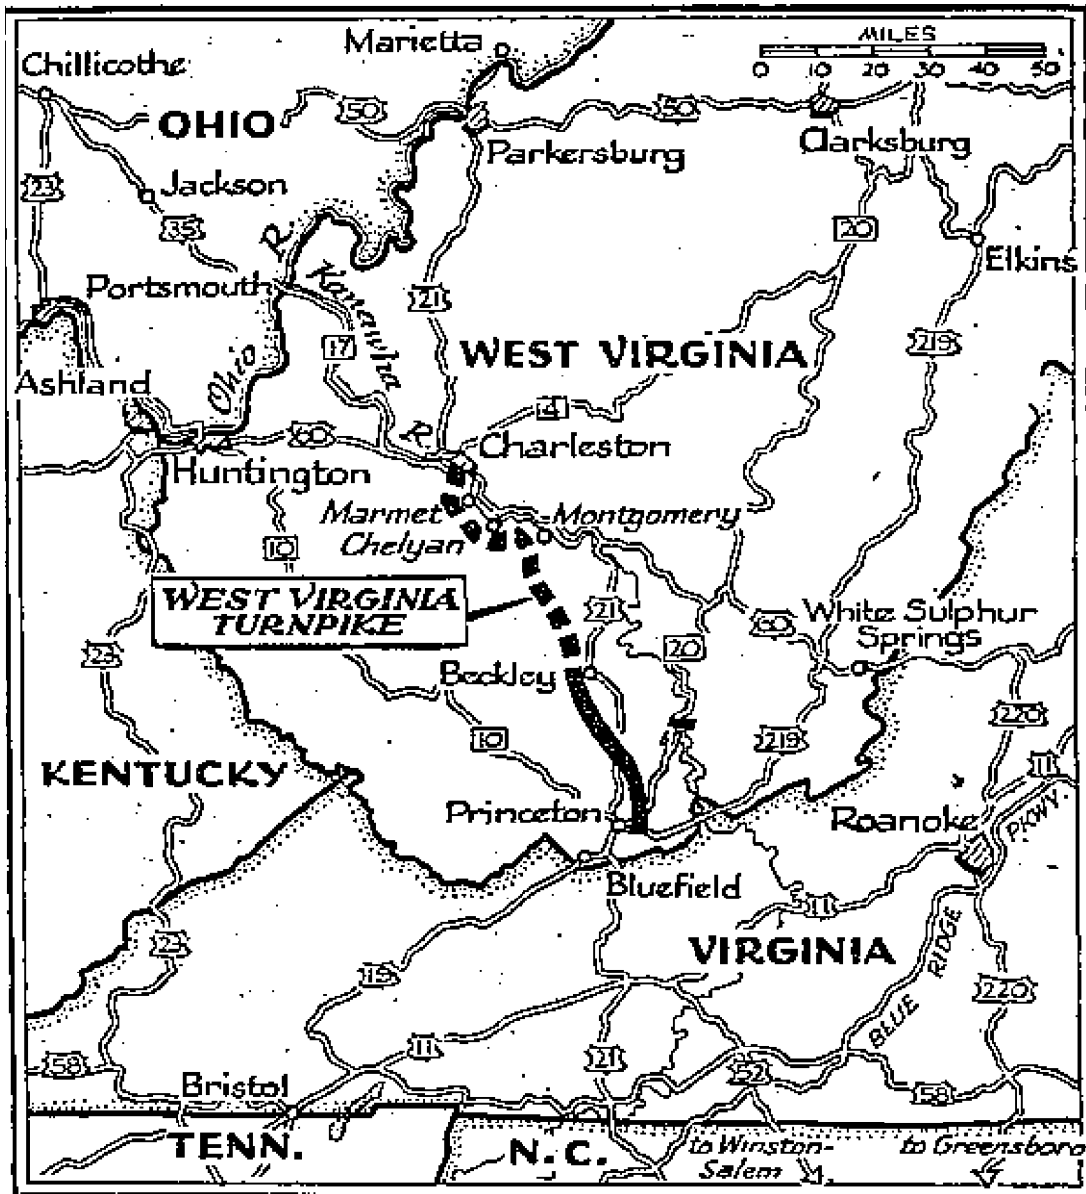 Marietta
MILES
0 10 20 30 40 50
Chillicothe
OHIO
50
50
Clarksburg
Parkersburg
23
Jackson
35
20
R.
Elkins
Portsmouth
Kanawha
21
17
WEST VIRGINIA
219
Ashland
Ohio
4
60
R.
Charleston
Huntington
Marmet
Montgomery
Chelyan
10
WEST VIRGINIA
TURNPIKE
21
60
White Sulphur
Springs
20
23
Beckley
220
10
219
11
KENTUCKY
Princeton
Roanoke
PKWY.
Bluefield
11
RIDGE
23
VIRGINIA
19
220
BLUE
11
21
58
52
58
Bristol
TENN.
N.C.
to Winston-
Salem
to Greensboro